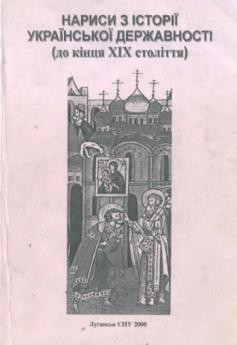 НАРИСИ З ІСТОРІЇ
УКРАЇНСЬКОЇ ДЕРЖАВНОСТІ
(до кінця XIX століття)
Луганськ СНУ 2000